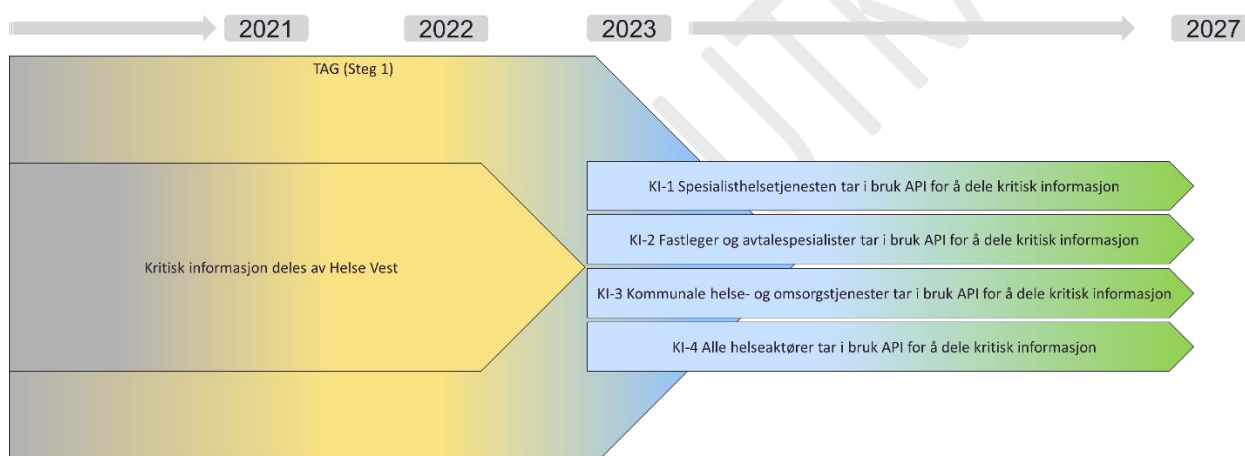 2021
2022
2023
2027
TAG (Steg 1)
KI-1 Spesialisthelsetjenesten tar i bruk API for å dele kritisk informasjon
KI-2 Fastleger og avtalespesialister tar i bruk API for å dele kritisk informasjon
Kritisk informasjon deles av Helse Vest
KI-3 Kommunale helse- og omsorgstjenester tar i bruk API for å dele kritisk informasjon
KI-4 Alle helseaktører tar i bruk API for å dele kritisk informasjon